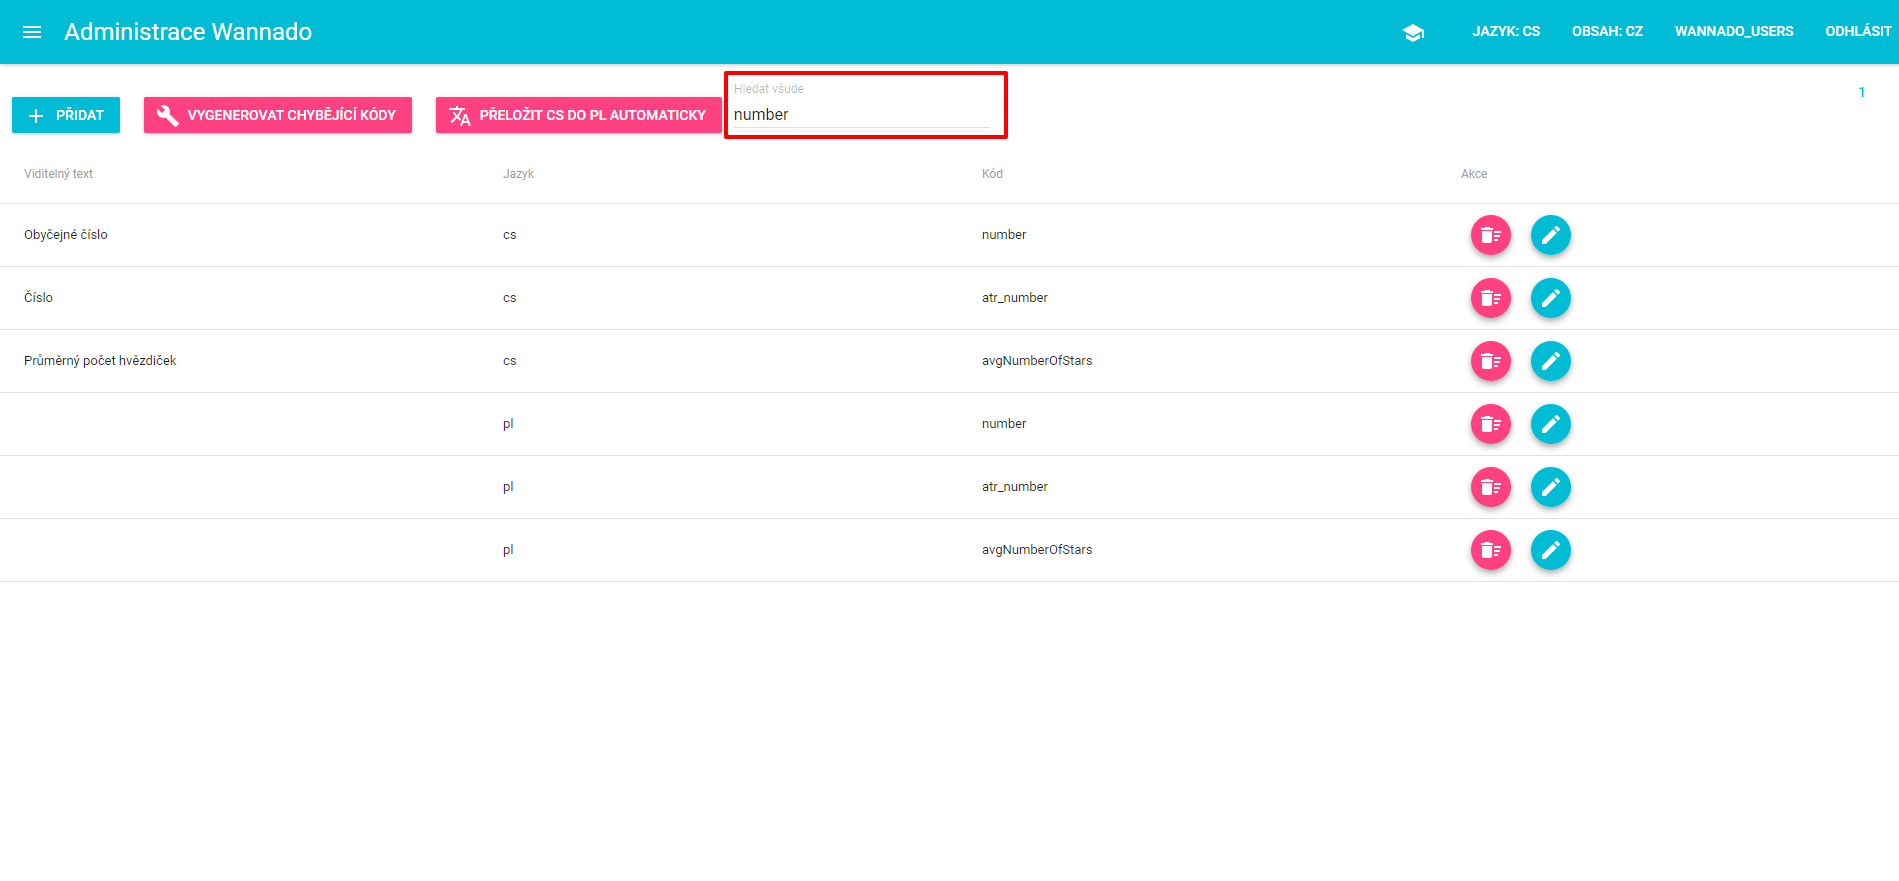 Administrace Wannado
JAZYK: CS OBSAH: CZ WANNADO_USERS ODHLÁSIT
PŘIDAT
VYGENEROVAT CHYBĚJÍCÍ KÓDY
PŘELOŽIT CS DO PL AUTOMATICKY
Hledat všude
number
1
Viditelný text Jazyk Kód Akce
Obyčejné číslo cs number
Číslo cs atr_number
Průměrný počet hvězdiček cs avgNumberOfStars
pl number
pl atr_number
pl avgNumberOfStars